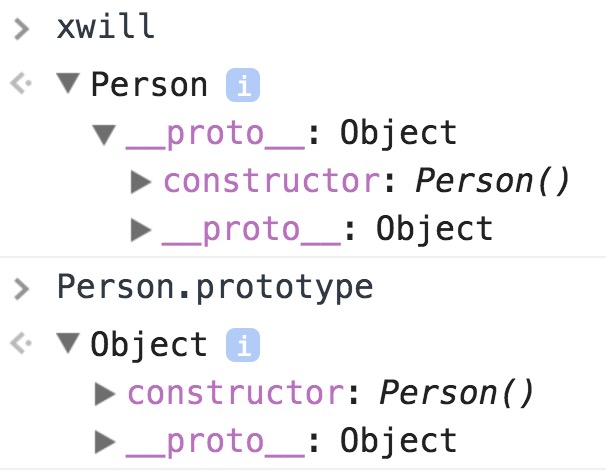 xwill
Person i
__proto__: Object
constructor: Person()
__proto__: Object
Person.prototype
Object i
constructor: Person()
__proto__: Object